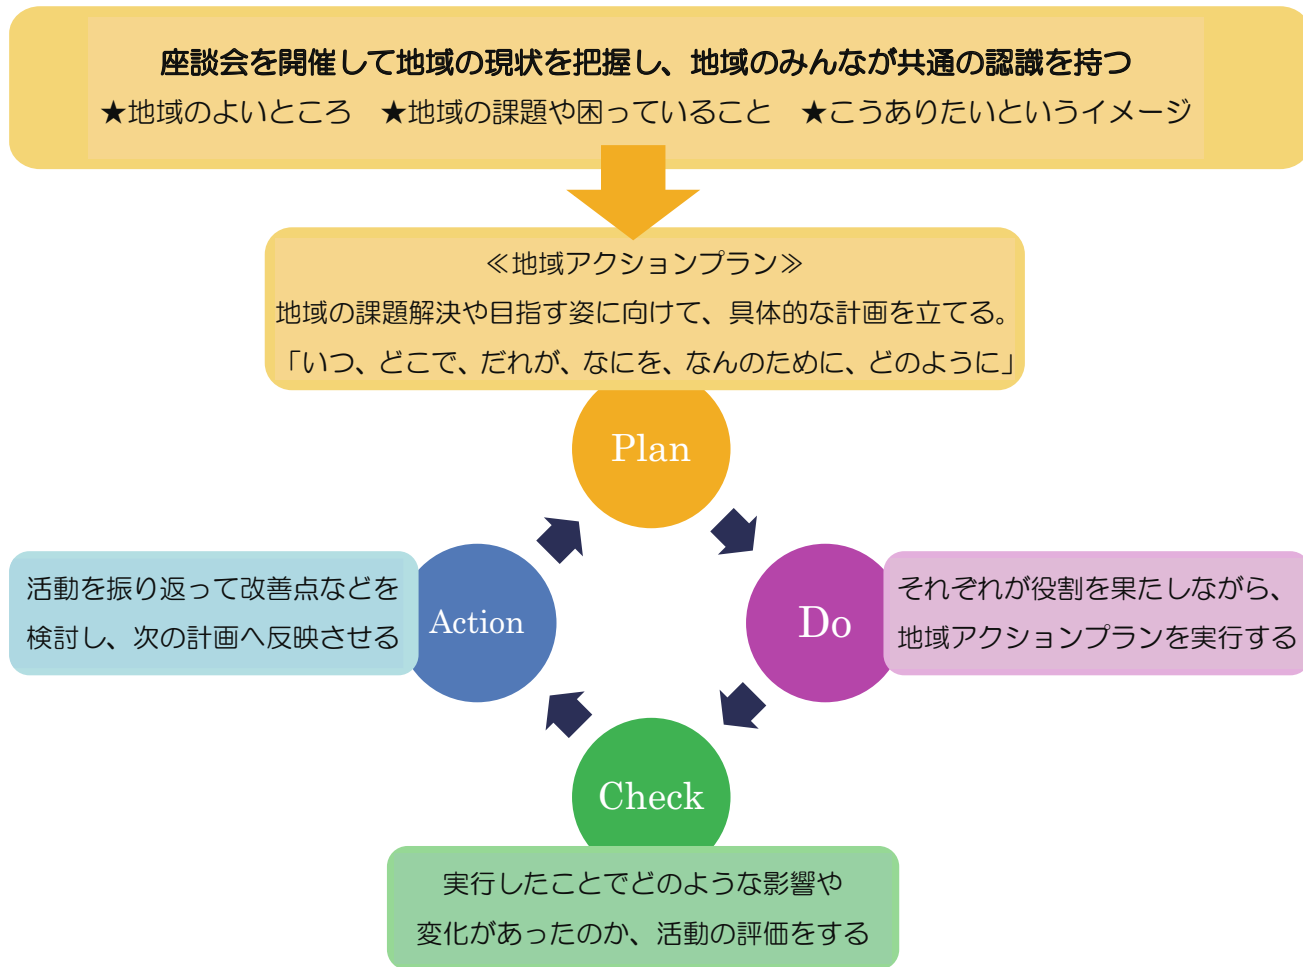 座談会を開催して地域の現状を把握し、地域のみんなが共通の認識を持つ
★地域のよいところ　★地域の課題や困っていること　★こうありたいというイメージ
≪地域アクションプラン≫
地域の課題解決や目指す姿に向けて、具体的な計画を立てる。
「いつ、どこで、だれが、なにを、なんのために、どのように」
Plan
活動を振り返って改善点などを
検討し、次の計画へ反映させる
Action
Do
それぞれが役割を果たしながら、
地域アクションプランを実行する
Check
実行したことでどのような影響や
変化があったのか、活動の評価をする